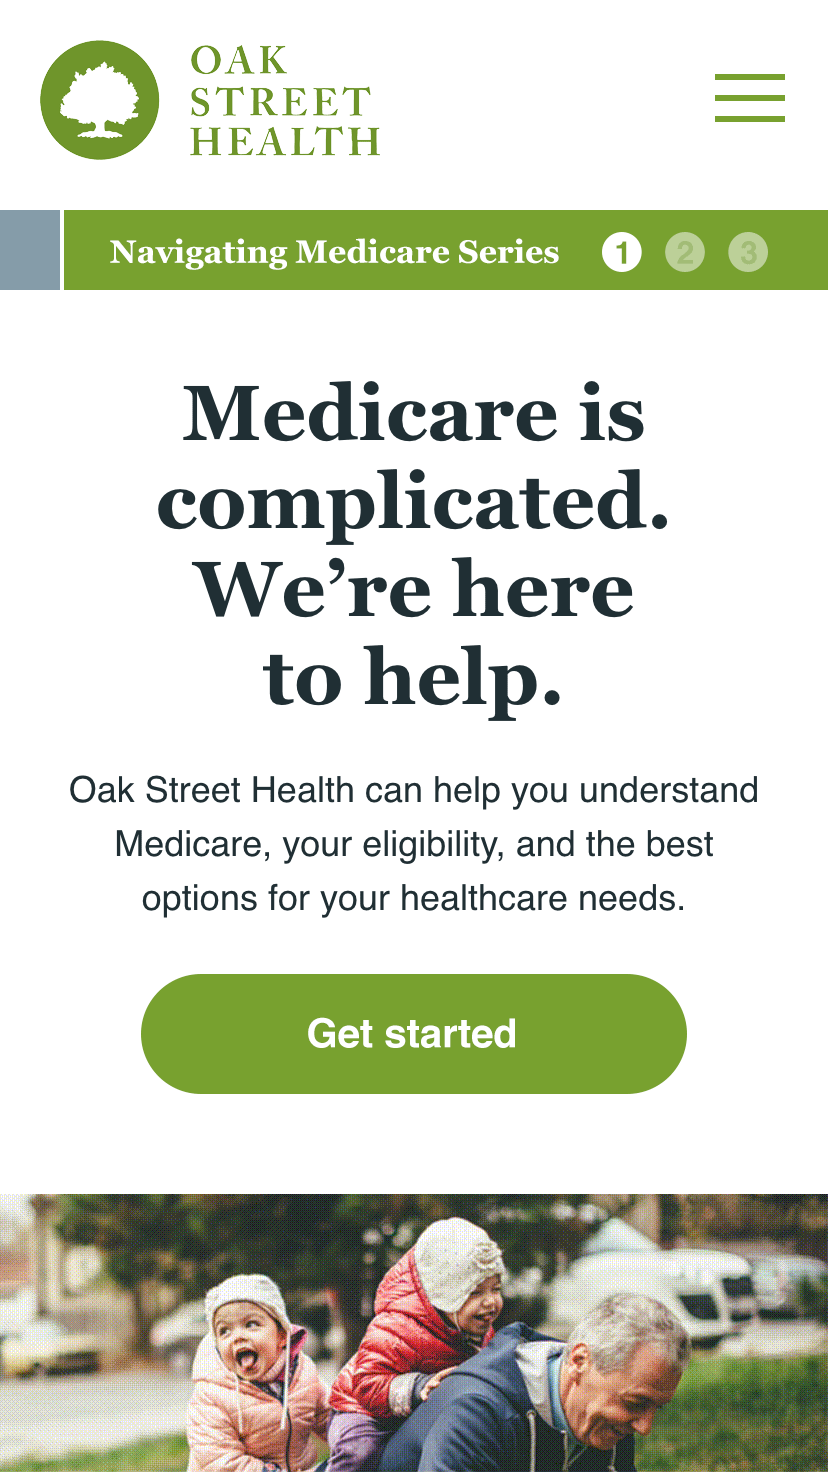 OAK
STREET
HEALTH
Navigating Medicare Series 1 2 3
Medicare is
complicated.
We’re here
to help.
Oak Street Health can help you understand
Medicare, your eligibility, and the best
options for your healthcare needs.
Get started